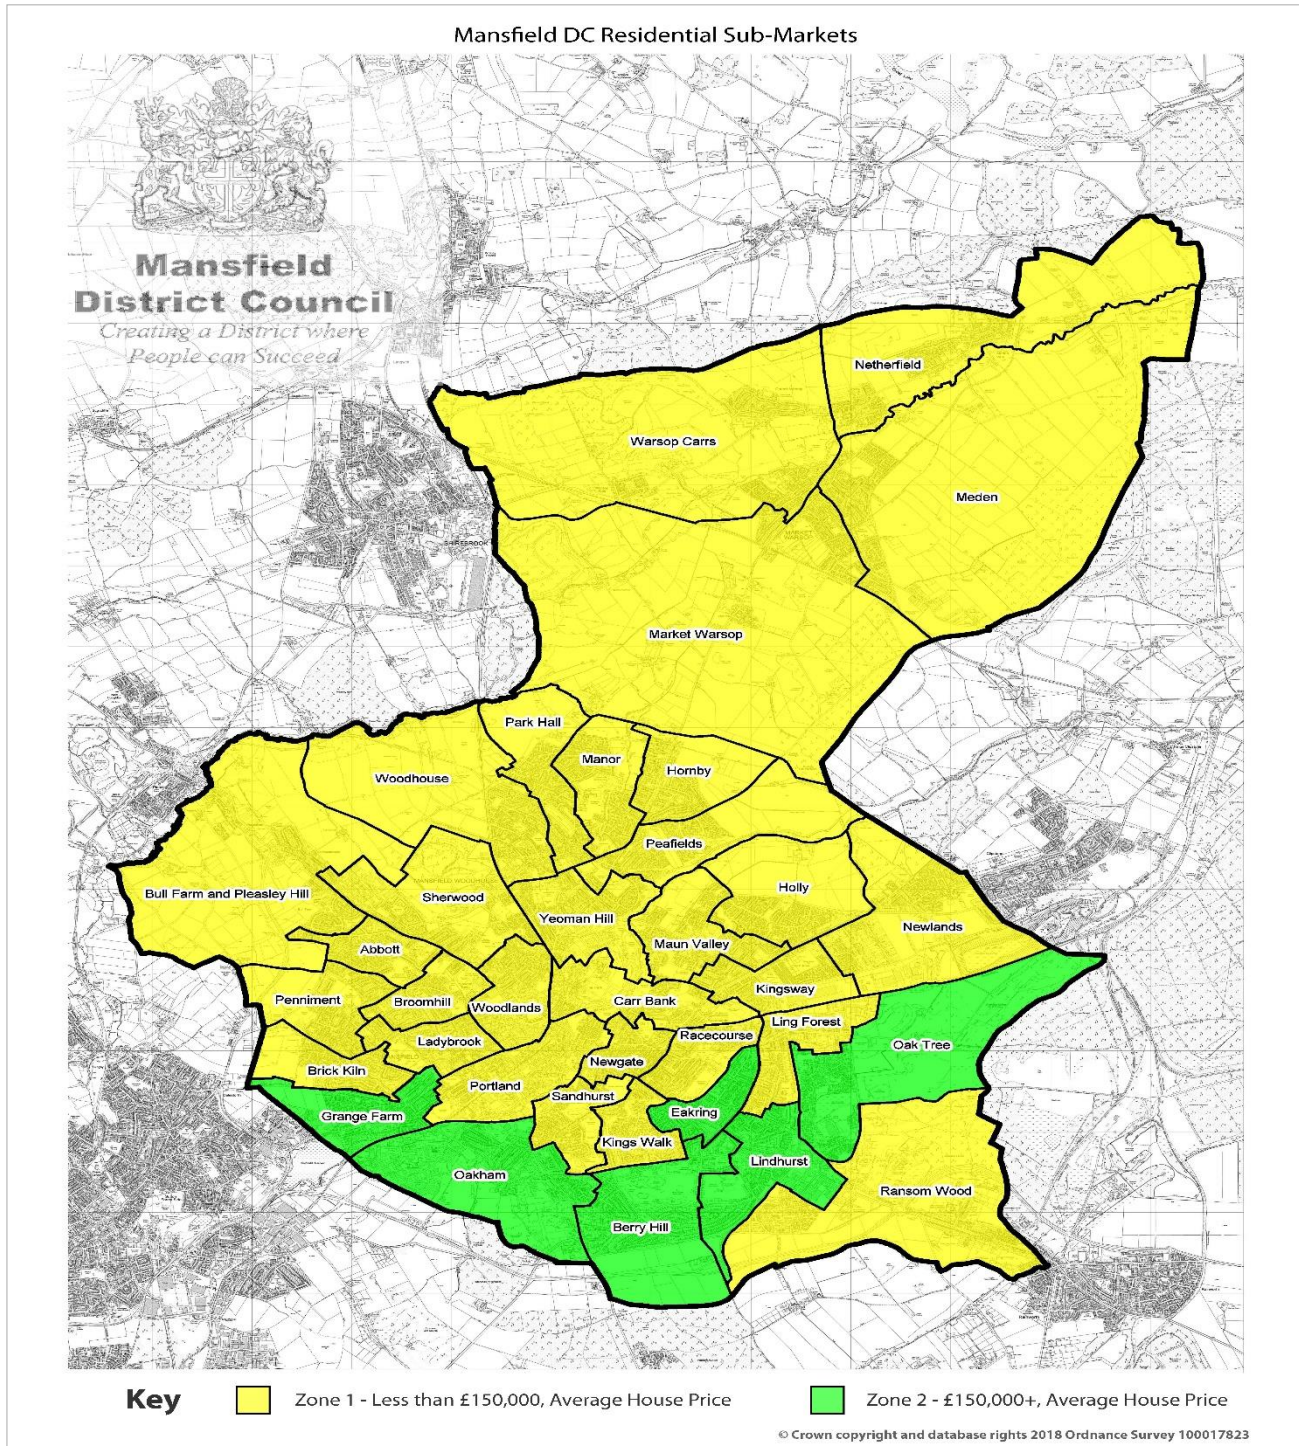 Mansfield DC Residential Sub-Markets
Mansfield
District Council
Creating a District where
People can Succeed
Netherfield
Warsop Carrs
Meden
SHIREBROOK
Market Warsop
Park Hall
Manor
Hornby
Woodhouse
Peafields
Holly
Bull Farm and Pleasley Hill
MANSFIELD WOODHOUSE
Sherwood
Yeoman Hill
Newlands
Abbott
Maun Valley
Kingsway
Penniment
Broomhill
Woodlands
Carr Bank
Ling Forest
Racecourse
Ladybrook
Oak Tree
Newgate
Brick Kiln
Portland
Sandhurst
Grange Farm
Eakring
Kings Walk
Lindhurst
Oakham
Ransom Wood
Berry Hill
Key
Zone 1 - Less than £150,000, Average House Price
Zone 2 - £150,000+, Average House Price
© Crown copyright and database rights 2018 Ordnance Survey 100017823